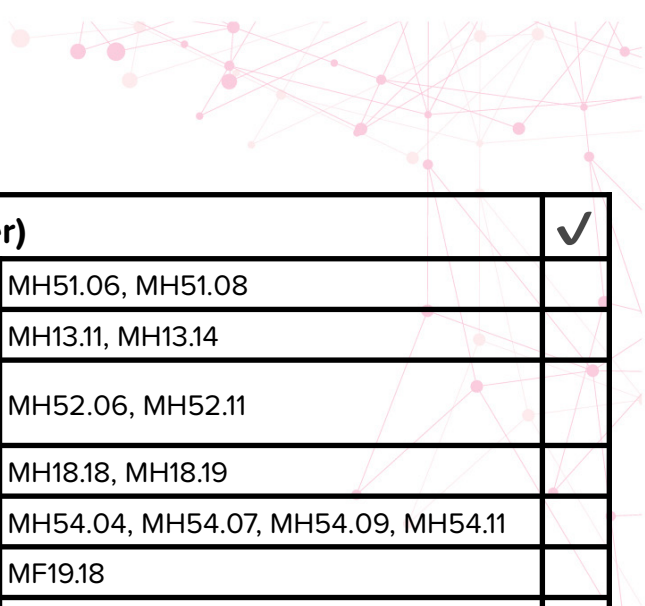 r) ✓
MH51.06, MH51.08
MH13.11, MH13.14
MH52.06, MH52.11
MH18.18, MH18.19
MH54.04, MH54.07, MH54.09, MH54.11
MF19.18